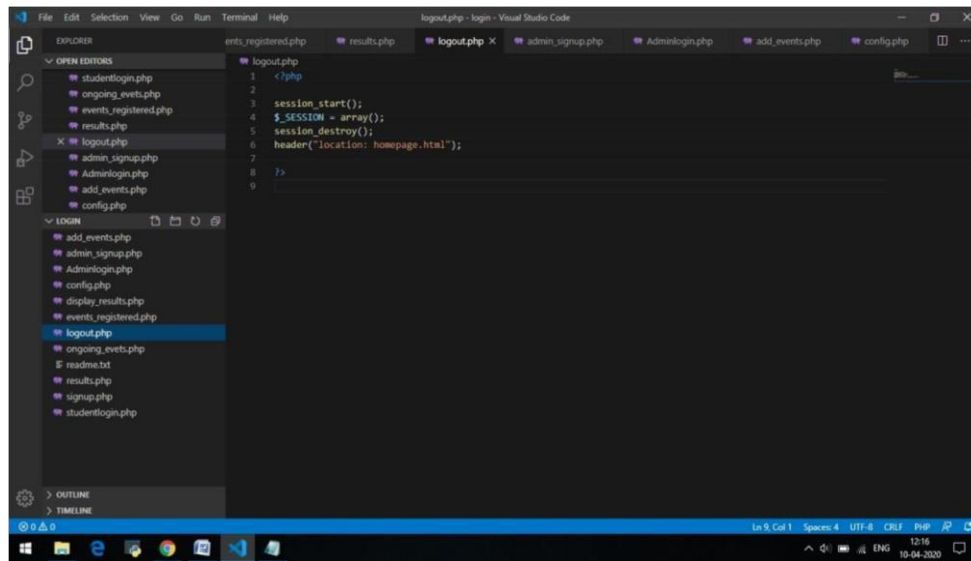 File Edit Selection View Go Run Terminal Help logout.php - login - Visual Studio Code
EXPLORER
ents_registered.php results.php logout.php admin_signup.php Adminlogin.php add_events.php config.php
OPEN EDITORS
studentlogin.php
ongoing_evets.php
events_registered.php
results.php
logout.php
admin_signup.php
Adminlogin.php
add_events.php
config.php
LOGIN
add_events.php
admin_signup.php
Adminlogin.php
config.php
display_results.php
events_registered.php
logout.php
ongoing_evets.php
readme.txt
results.php
signup.php
studentlogin.php
OUTLINE
TIMELINE
logout.php
1 <?php
2
3 session_start();
4 $_SESSION = array();
5 session_destroy();
6 header("location: homepage.html");
7
8 ?>
9
0 0 Ln 9, Col 1 Spaces: 4 UTF-8 CRLF PHP
ENG 12:16
10-04-2020